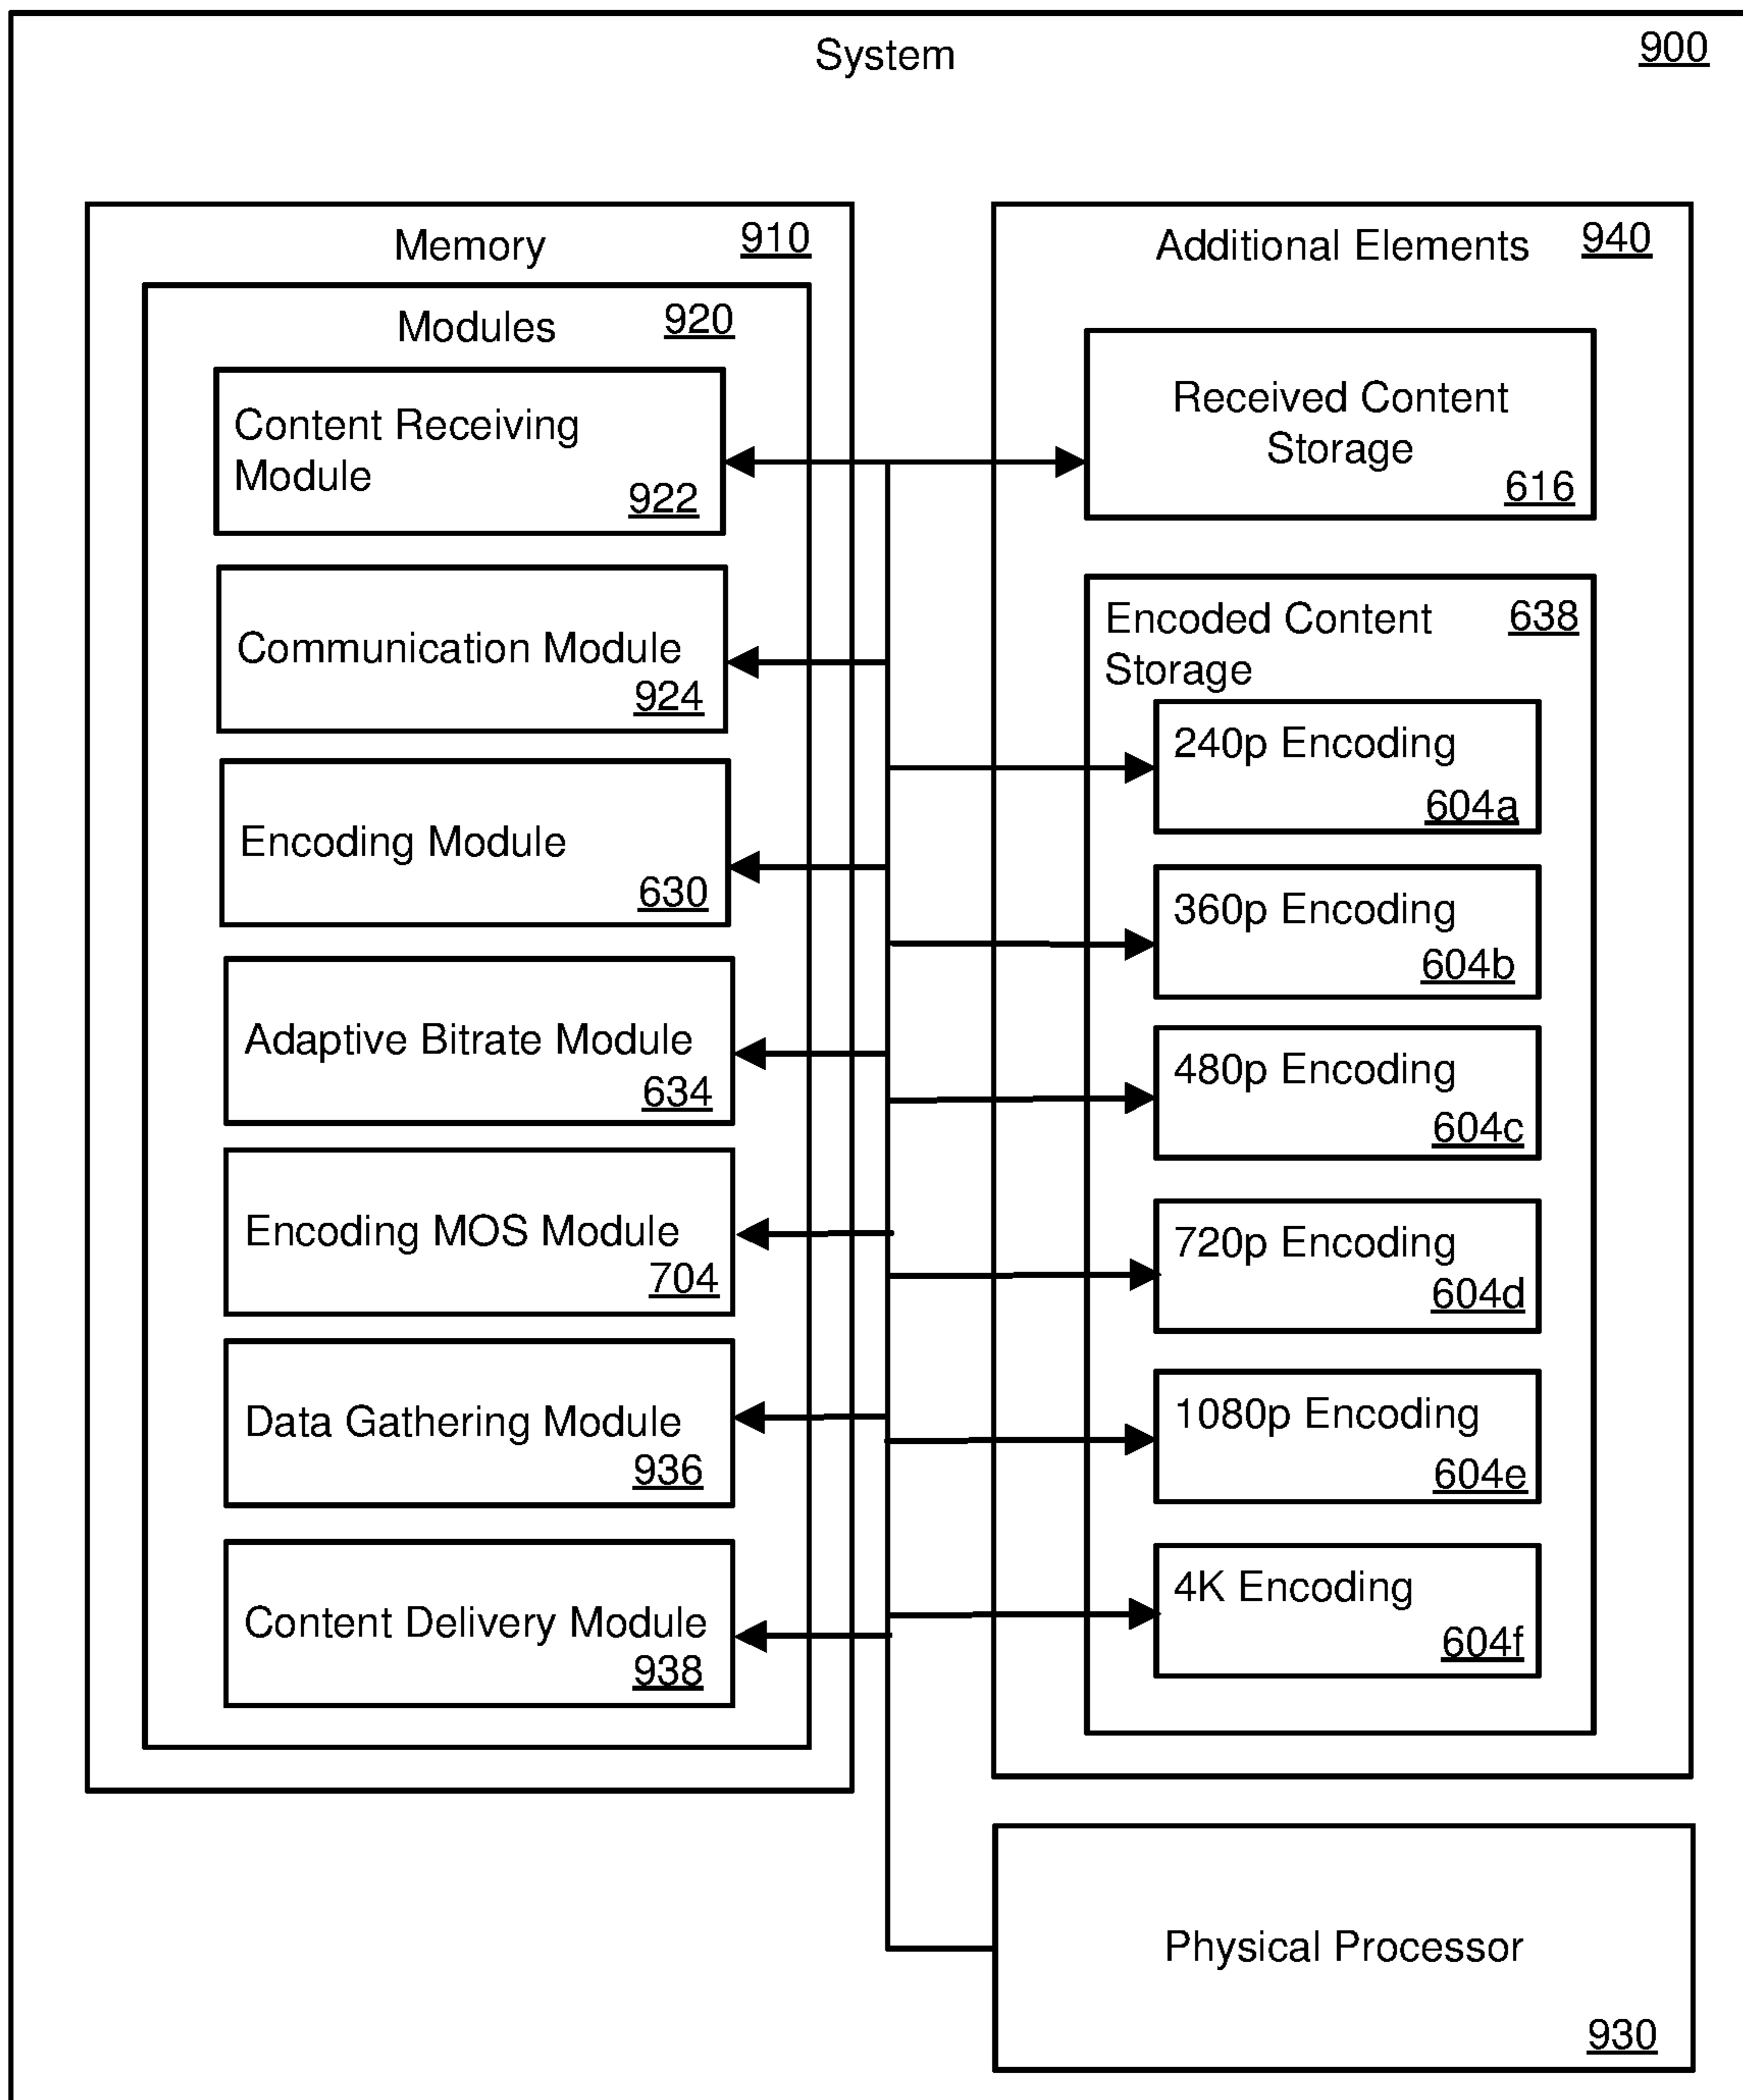 System 900
Memory 910
Modules 920
Content Receiving
Module
922
Communication Module
924
Encoding Module
630
Adaptive Bitrate Module
634
Encoding MOS Module
704
Data Gathering Module
936
Content Delivery Module
938
Additional Elements 940
Received Content
Storage
616
Encoded Content 638
Storage
240p Encoding
604a
360p Encoding
604b
480p Encoding
604c
720p Encoding
604d
1080p Encoding
604e
4K Encoding
604f
Physical Processor
930